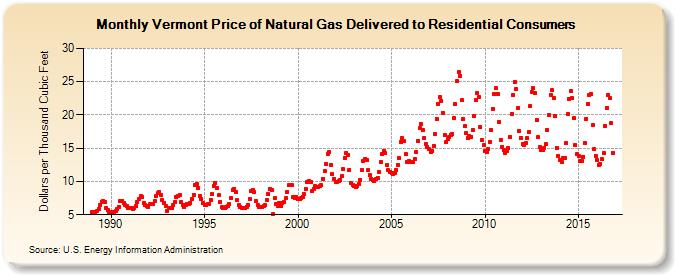 Monthly Vermont Price of Natural Gas Delivered to Residential Consumers
Dollars per Thousand Cubic Feet
30
25
20
15
10
5
1990 1995 2000 2005 2010 2015
Source: U.S. Energy Information Administration